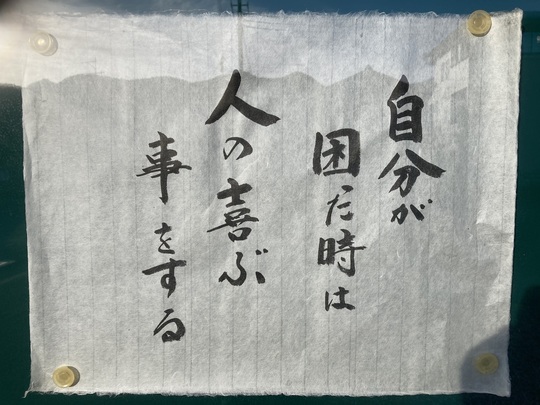 自分が
困た時は
人の喜ぶ
事をする